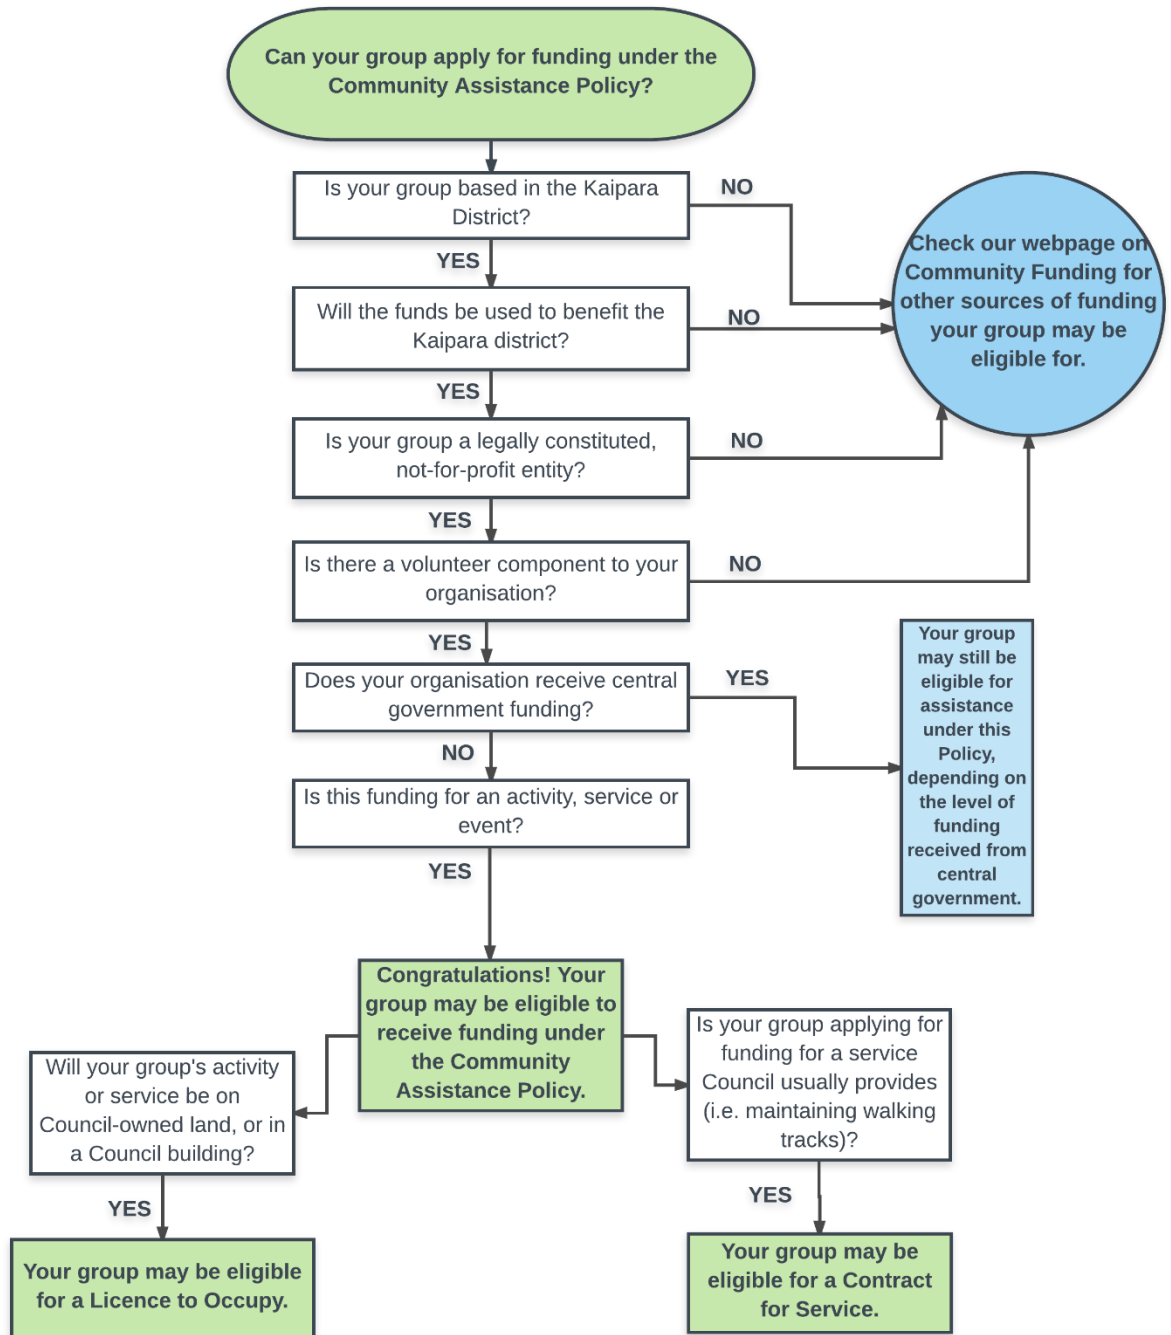 Can your group apply for funding under the
Community Assistance Policy?
Is your group based in the Kaipara
District?
NO
YES
Check our webpage on
Community Funding for
other sources of funding
your group may be
eligible for.
Will the funds be used to benefit the
Kaipara district?
NO
YES
Is your group a legally constituted,
not-for-profit entity?
NO
YES
Is there a volunteer component to your
organisation?
NO
YES
Does your organisation receive central
government funding?
YES
Your group
may still be
eligible for
assistance
under this
Policy,
depending on
the level of
funding
received from
central
government.
NO
Is this funding for an activity, service or
event?
YES
Congratulations! Your
group may be eligible to
receive funding under
the Community
Assistance Policy.
Will your group's activity
or service be on
Council-owned land, or in
a Council building?
YES
Your group may be eligible
for a Licence to Occupy.
Is your group applying for
funding for a service
Council usually provides
(i.e. maintaining walking
tracks)?
YES
Your group may be
eligible for a Contract
for Service.